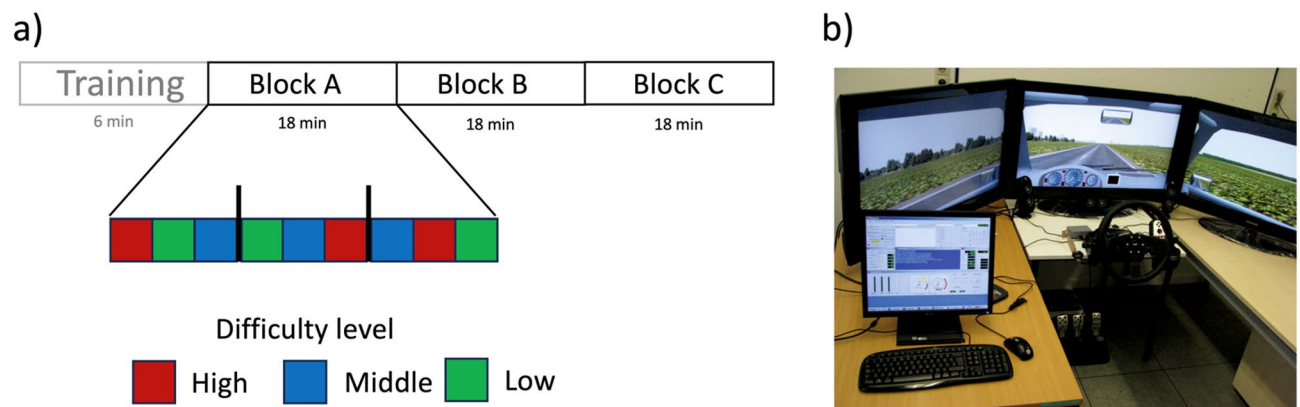 a)
Training
Block A
Block B
Block C
6 min
18 min
18 min
18 min
Difficulty level
High
Middle
Low
b)